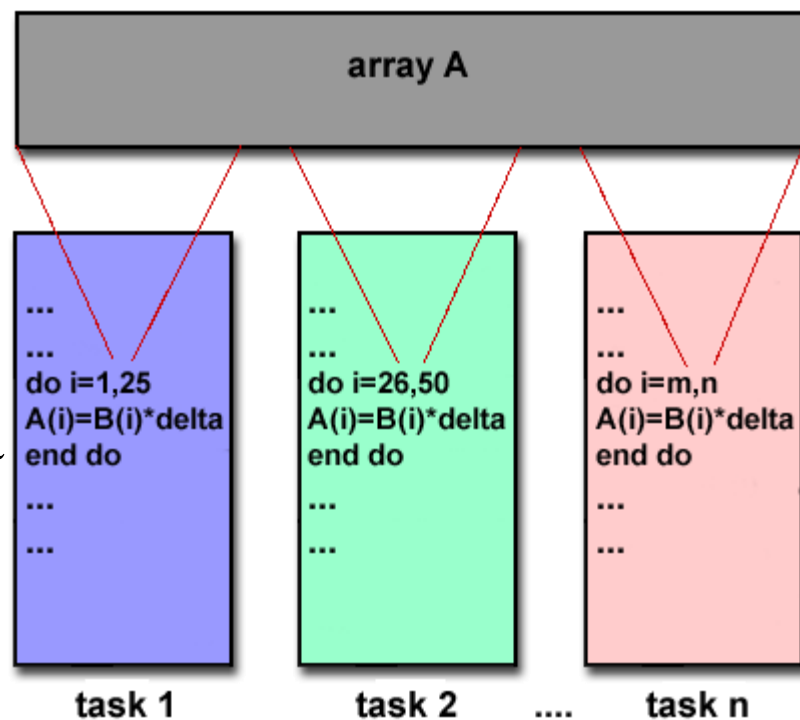 array A
...
...
do i=1,25
A(i)=B(i)*delta
end do
...
...
task 1
...
...
do i=26,50
A(i)=B(i)*delta
end do
...
...
task 2
....
...
...
do i=m,n
A(i)=B(i)*delta
end do
...
...
task n